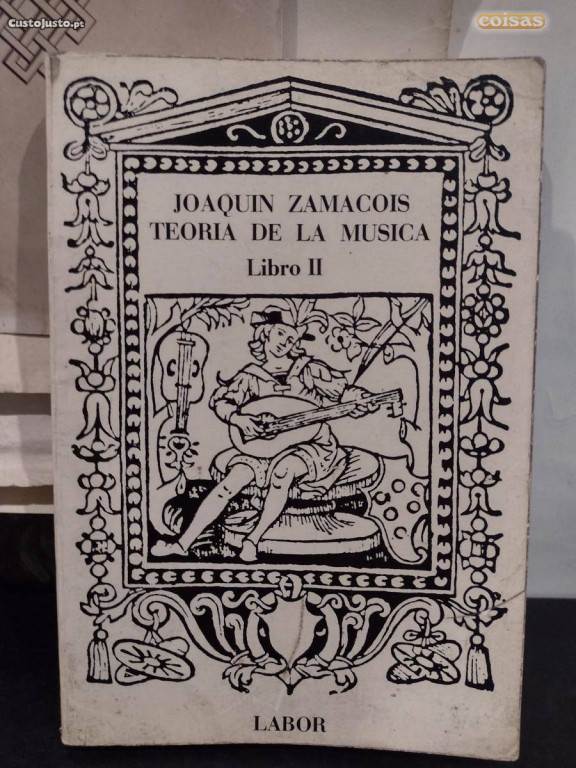 CustoJusto.pt
coisas
JOAQUIN ZAMACOIS
TEORIA DE LA MUSICA
Libro II
LABOR